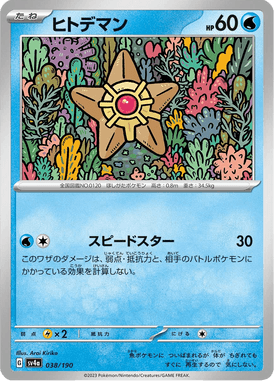 たね ヒトデマン HP60
全国図鑑NO.0120 ほしがたポケモン 高さ:0.8m 重さ:34.5kg
スピードスター 30
このワザのダメージは、弱点・抵抗力と、相手のバトルポケモンに
かかっている効果を計算しない。
弱点 ×2 抵抗力 にげる
Illus. Arai Kiriko
G SV4a 038/190
©2023 Pokémon/Nintendo/Creatures/GAME FREAK.